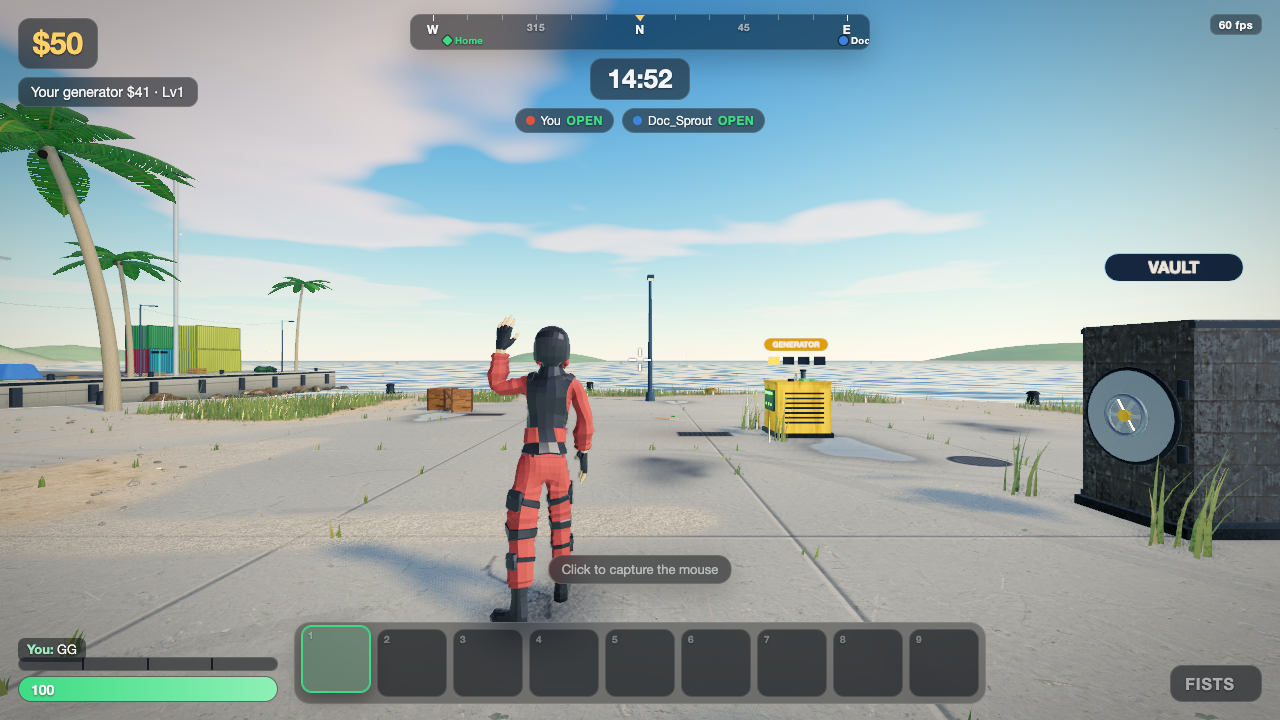 $50
Your generator $41 · Lv1
W 315 N 45 E
Home Doc
60 fps
14:52
You OPEN Doc_Sprout OPEN
VAULT
GENERATOR
Click to capture the mouse
You: GG
100
1 2 3 4 5 6 7 8 9
FISTS